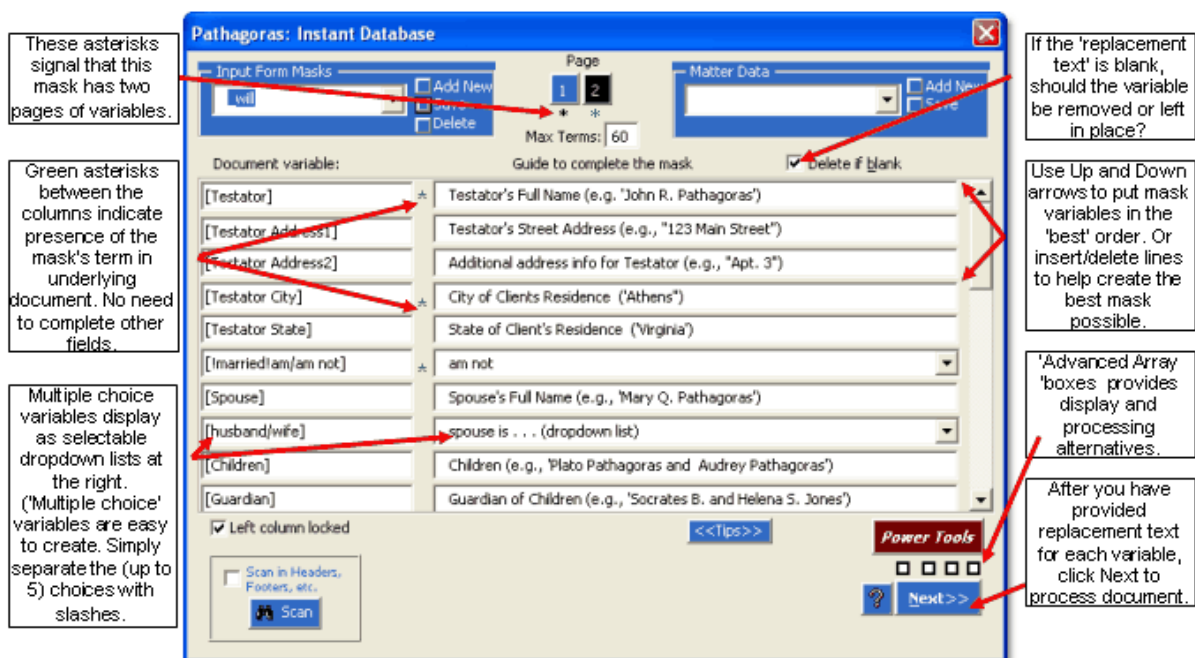 These asterisks
signal that this
mask has two
pages of variables.
Green asterisks
between the
columns indicate
presence of the
mask's term in
underlying
document. No need
to complete other
fields.
Multiple choice
variables display
as selectable
dropdown lists at
the right.
('Multiple choice'
variables are easy
to create. Simply
separate the (up to
5) choices with
slashes.
Pathagoras: Instant Database
Input Form Masks
will
Add New
Save
Delete
Page
1 2
* *
Max Terms: 60
Matter Data
Add New
Save
Document variable:
Guide to complete the mask
Delete if blank
[Testator] * Testator's Full Name (e.g. 'John R. Pathagoras')
[Testator Address1] Testator's Street Address (e.g., "123 Main Street")
[Testator Address2] Additional address info for Testator (e.g., "Apt. 3")
[Testator City] * City of Clients Residence ('Athens")
[Testator State] State of Client's Residence ('Virginia')
[!married!am/am not] * am not
[Spouse] Spouse's Full Name (e.g., 'Mary Q. Pathagoras')
[husband/wife] spouse is . . . (dropdown list)
[Children] Children (e.g., 'Plato Pathagoras and Audrey Pathagoras')
[Guardian] Guardian of Children (e.g., 'Socrates B. and Helena S. Jones')
Left column locked
<<Tips>>
Power Tools
Scan in Headers,
Footers, etc.
Scan
?
Next>>
If the 'replacement
text' is blank,
should the variable
be removed or left
in place?
Use Up and Down
arrows to put mask
variables in the
'best' order. Or
insert/delete lines
to help create the
best mask
possible.
'Advanced Array
'boxes provides
display and
processing
alternatives.
After you have
provided
replacement text
for each variable,
click Next to
process document.